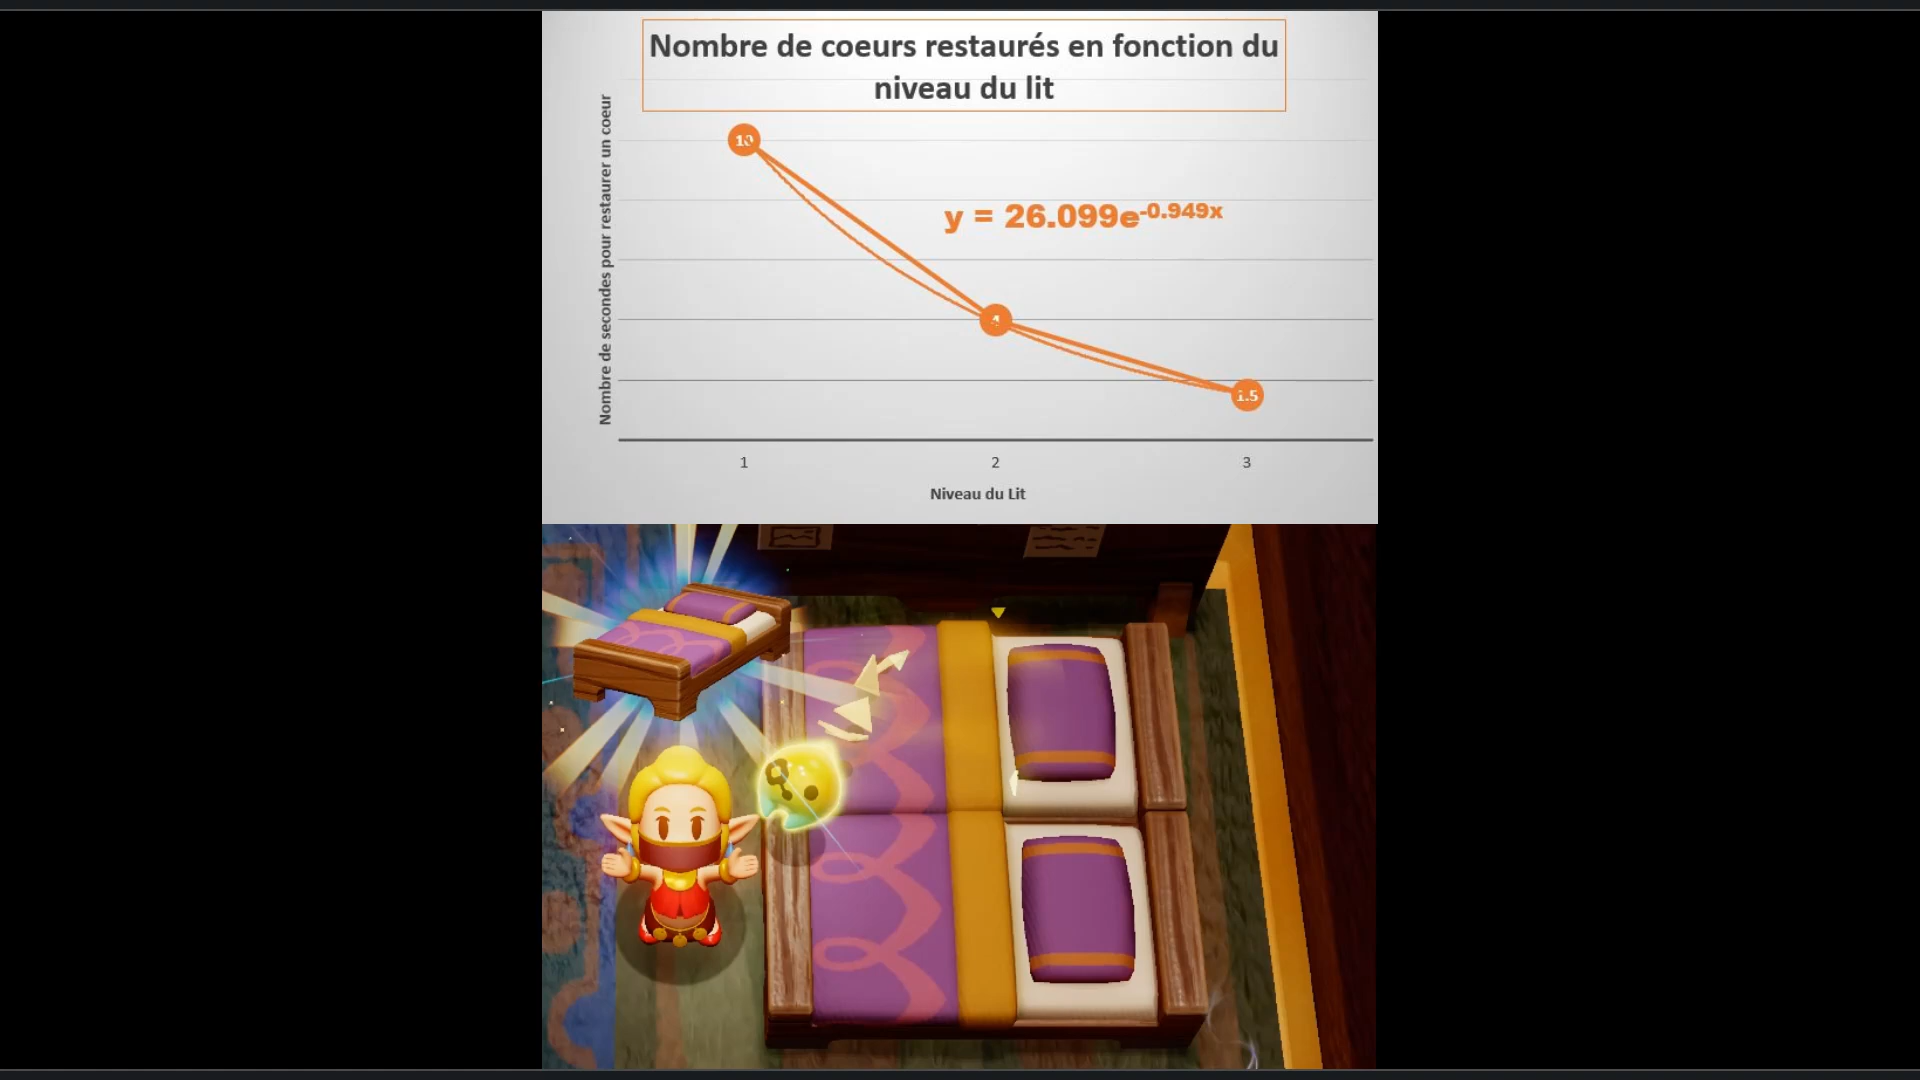 Nombre de coeurs restaurés en fonction du
niveau du lit
Nombre de secondes pour restaurer un coeur
10
y = 26.099e-0.949x
4
1.5
1
2
3
Niveau du Lit